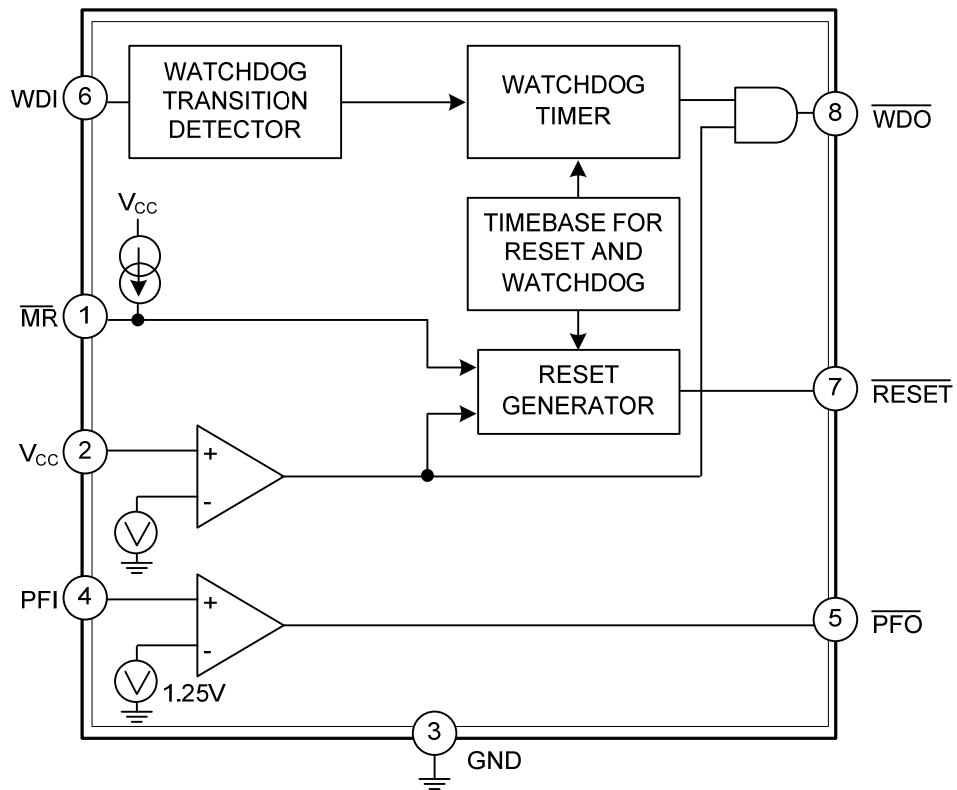 WATCHDOG
TRANSITION
DETECTOR
WATCHDOG
TIMER
WDI
6
8
WDO
VCC
TIMEBASE FOR
RESET AND
WATCHDOG
MR
1
RESET
GENERATOR
7
RESET
VCC
2
+
-
V
PFI
4
+
-
V
1.25V
5
PFO
3
GND